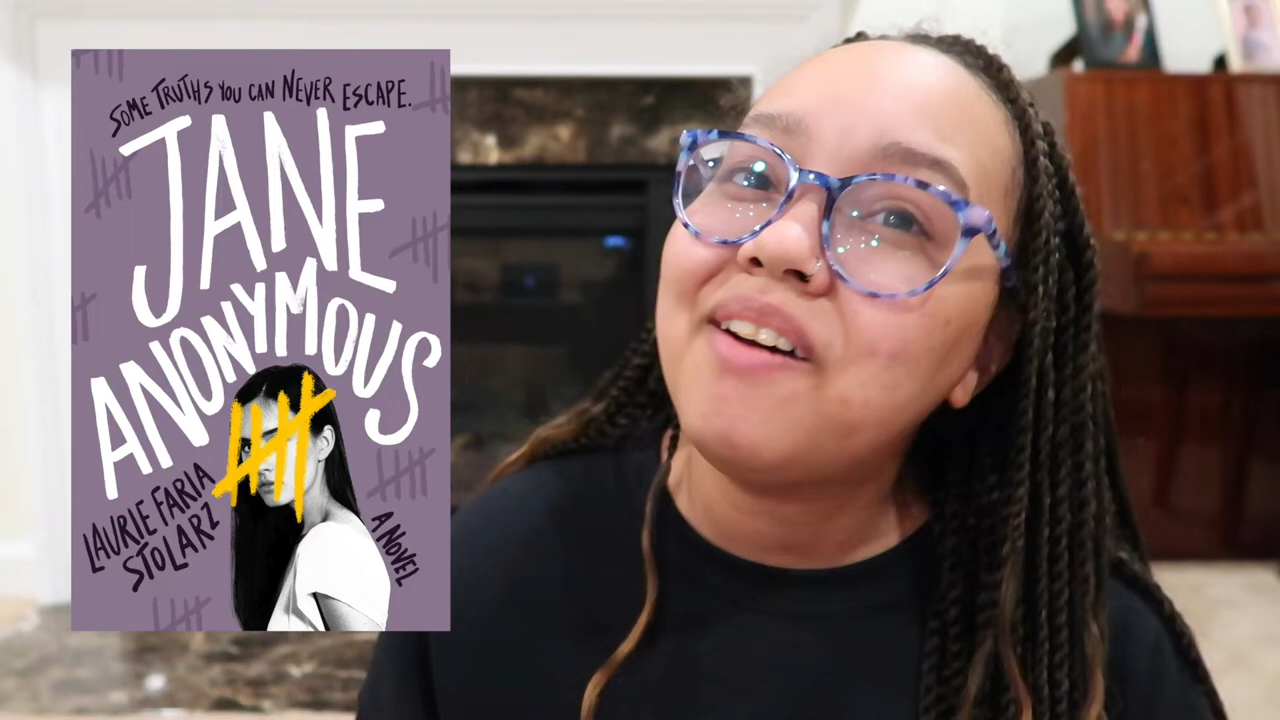 SOME TRUTHS YOU CAN NEVER ESCAPE.
JANE
ANONYMOUS
LAURIE FARIA
STOLARZ
A NOVEL